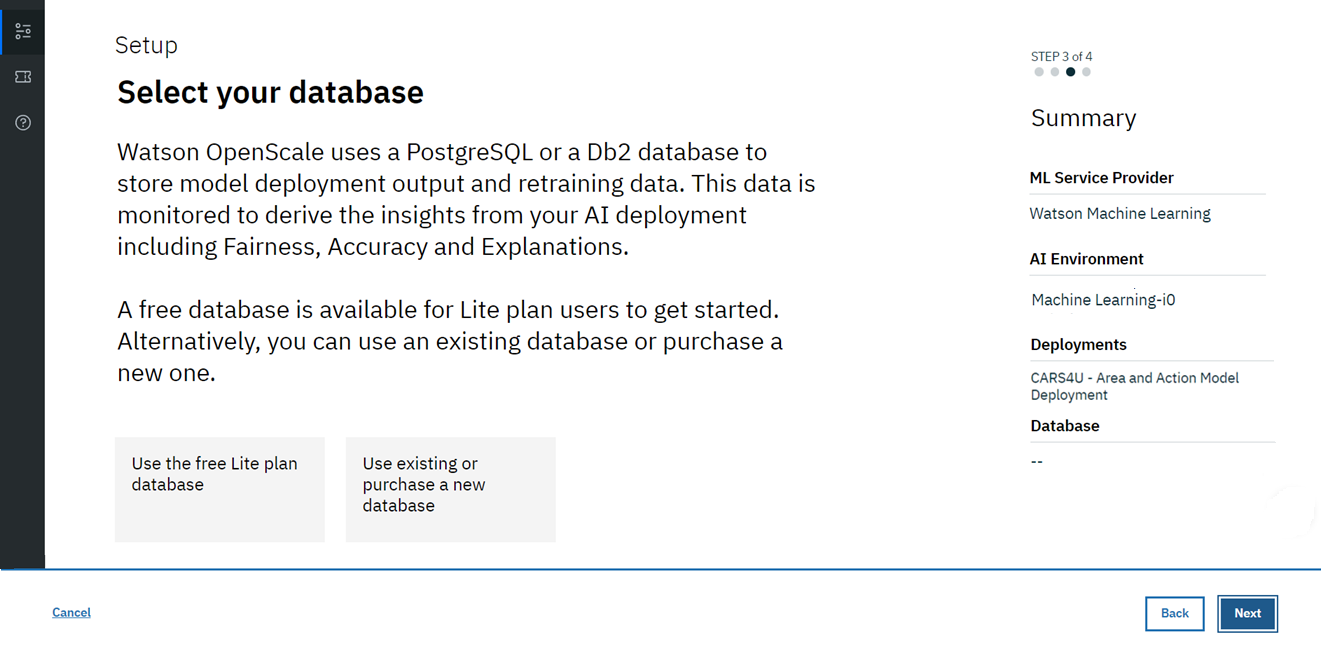 Setup
Select your database
Watson OpenScale uses a PostgreSQL or a Db2 database to
store model deployment output and retraining data. This data is
monitored to derive the insights from your AI deployment
including Fairness, Accuracy and Explanations.
A free database is available for Lite plan users to get started.
Alternatively, you can use an existing database or purchase a
new one.
Use the free Lite plan
database
Use existing or
purchase a new
database
STEP 3 of 4
Summary
ML Service Provider
Watson Machine Learning
AI Environment
Machine Learning-i0
Deployments
CARS4U - Area and Action Model
Deployment
Database
--
Cancel
Back
Next